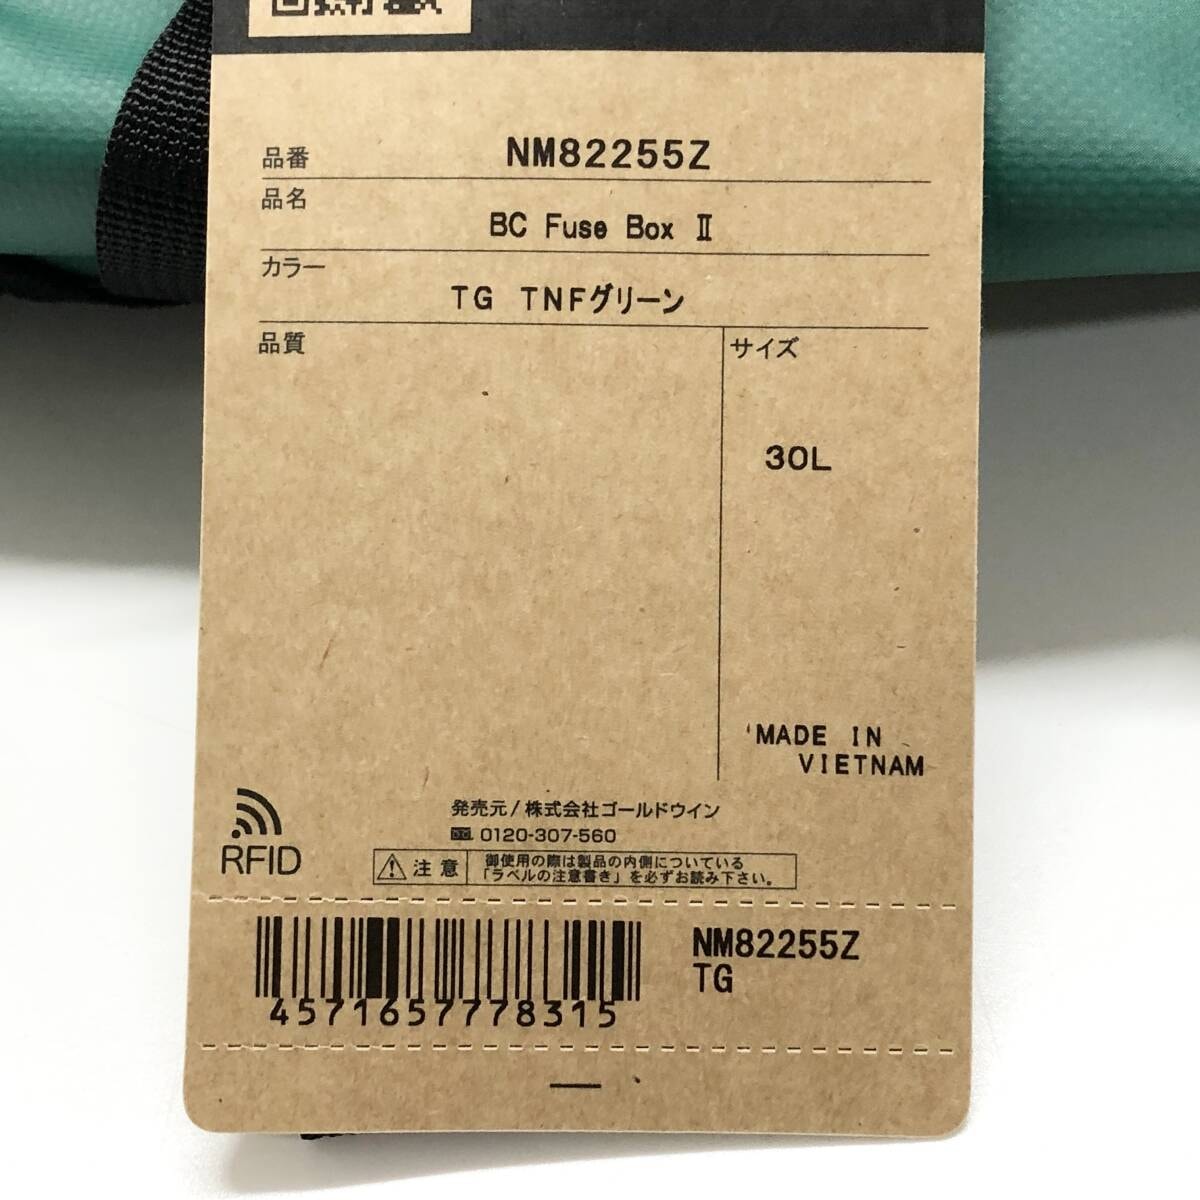 品番 NM82255Z
品名
BC Fuse Box Ⅱ
カラー
TG TNFグリーン
品質
サイズ
30L
MADE IN
VIETNAM
発売元/株式会社ゴールドウイン
0120-307-560
RFID
注意
御使用の際は製品の内側についている
「ラベルの注意書き」を必ずお読み下さい。
4571657778315
NM82255Z
TG